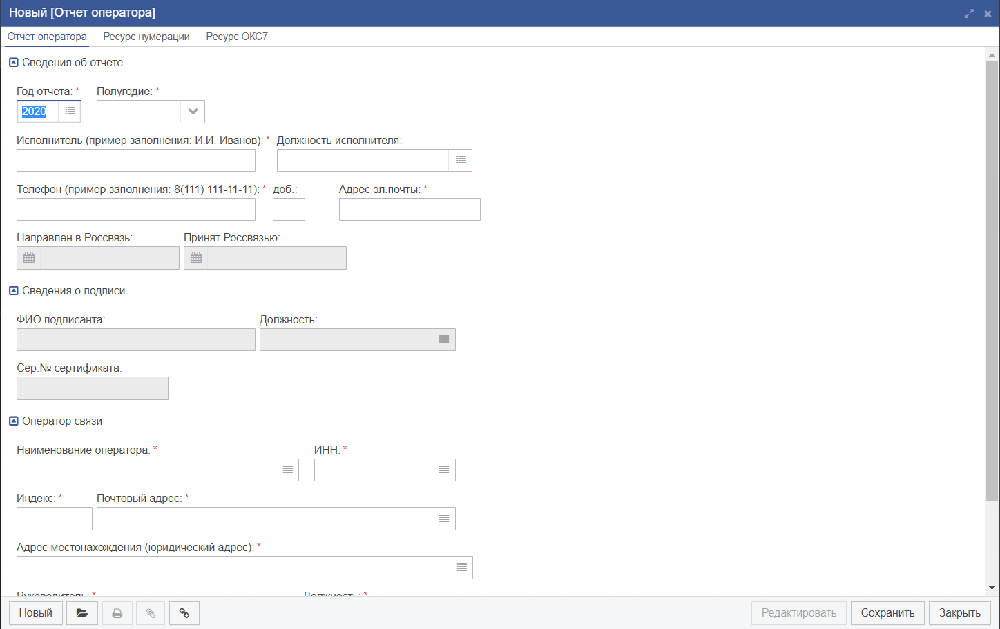 Новый [Отчет оператора]
Отчет оператора Ресурс нумерации Ресурс ОКС7
Сведения об отчете
Год отчета: * Полугодие: *
2020
Исполнитель (пример заполнения: И.И. Иванов): * Должность исполнителя:
Телефон (пример заполнения: 8(111) 111-11-11): * доб.: Адрес эл.почты: *
Направлен в Россвязь: Принят Россвязью:
Сведения о подписи
ФИО подписанта: Должность:
Сер.№ сертификата:
Оператор связи
Наименование оператора: * ИНН: *
Индекс: * Почтовый адрес: *
Адрес местонахождения (юридический адрес): *
Руководитель: * Должность: *
Новый Редактировать Сохранить Закрыть